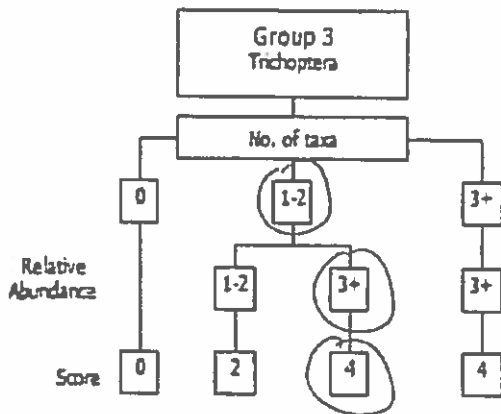 Group 3
Trichoptera
No. of taxa
0 1-2 3+
Relative
Abundance
1-2 3+ 3+
Score
0 2 4 4